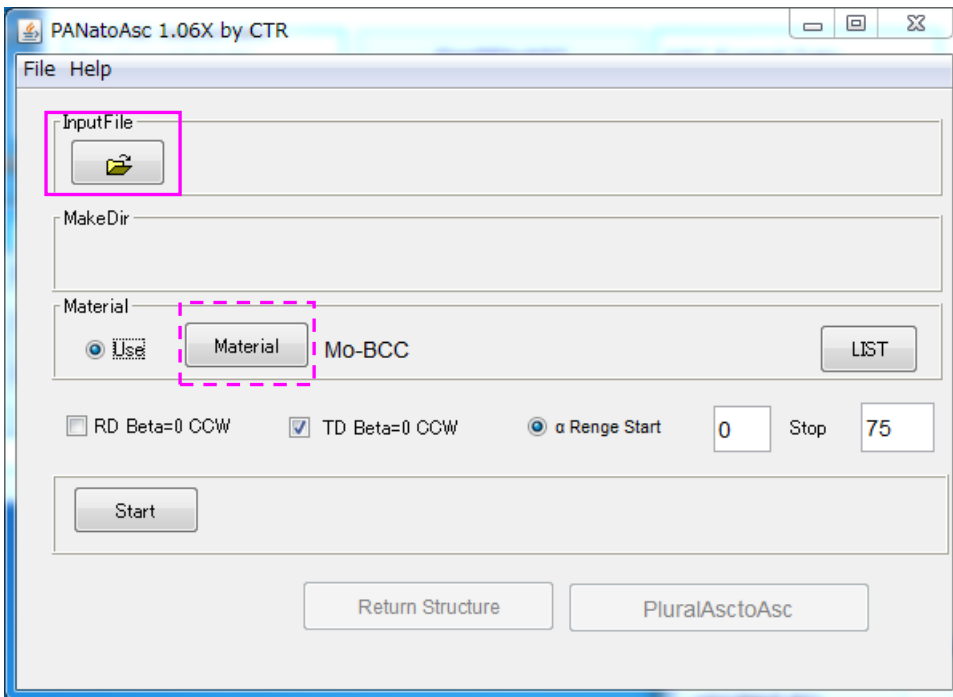 PANatoAsc 1.06X by CTR
File Help
InputFile
MakeDir
Material
Use Material Mo-BCC LIST
RD Beta=0 CCW TD Beta=0 CCW α Renge Start 0 Stop 75
Start
Return Structure PluralAsctoAsc